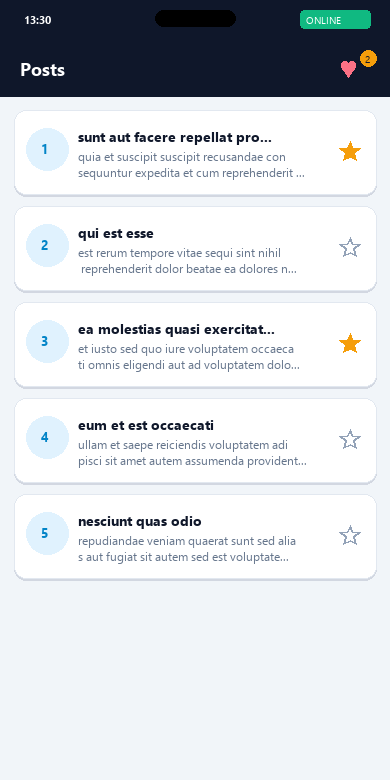 13:30
ONLINE
Posts
2
1
sunt aut facere repellat pro...
quia et suscipit suscipit recusandae con
sequuntur expedita et cum reprehenderit ...
2
qui est esse
est rerum tempore vitae sequi sint nihil
reprehenderit dolor beatae ea dolores n...
3
ea molestias quasi exercitat...
et iusto sed quo iure voluptatem occaeca
ti omnis eligendi aut ad voluptatem dolo...
4
eum et est occaecati
ullam et saepe reiciendis voluptatem adi
pisci sit amet autem assumenda provident...
5
nesciunt quas odio
repudiandae veniam quaerat sunt sed alia
s aut fugiat sit autem sed est voluptate...